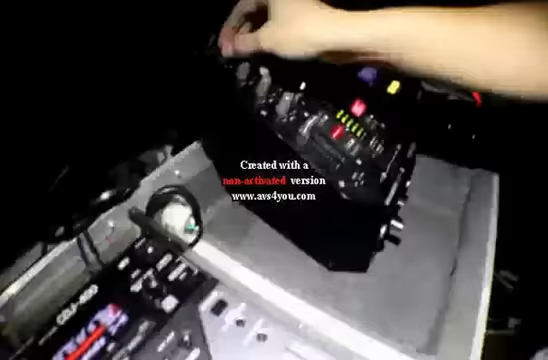 Created with a
non-activated version
www.avs4you.com
CDJ-400